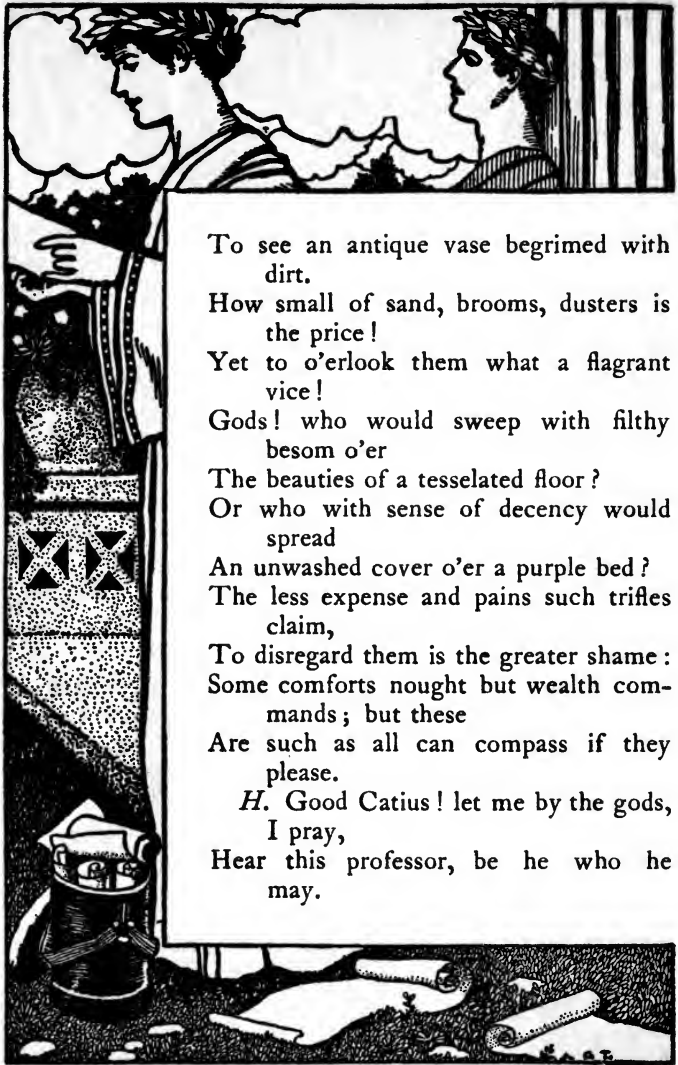 To see an antique vase begrimed with
dirt.
How small of sand, brooms, dusters is
the price !
Yet to o'erlook them what a flagrant
vice !
Gods ! who would sweep with filthy
besom o'er
The beauties of a tesselated floor ?
Or who with sense of decency would
spread
An unwashed cover o'er a purple bed ?
The less expense and pains such trifles
claim,
To disregard them is the greater shame :
Some comforts nought but wealth com-
mands ; but these
Are such as all can compass if they
please.
H. Good Catius ! let me by the gods,
I pray,
Hear this professor, be he who he
may.